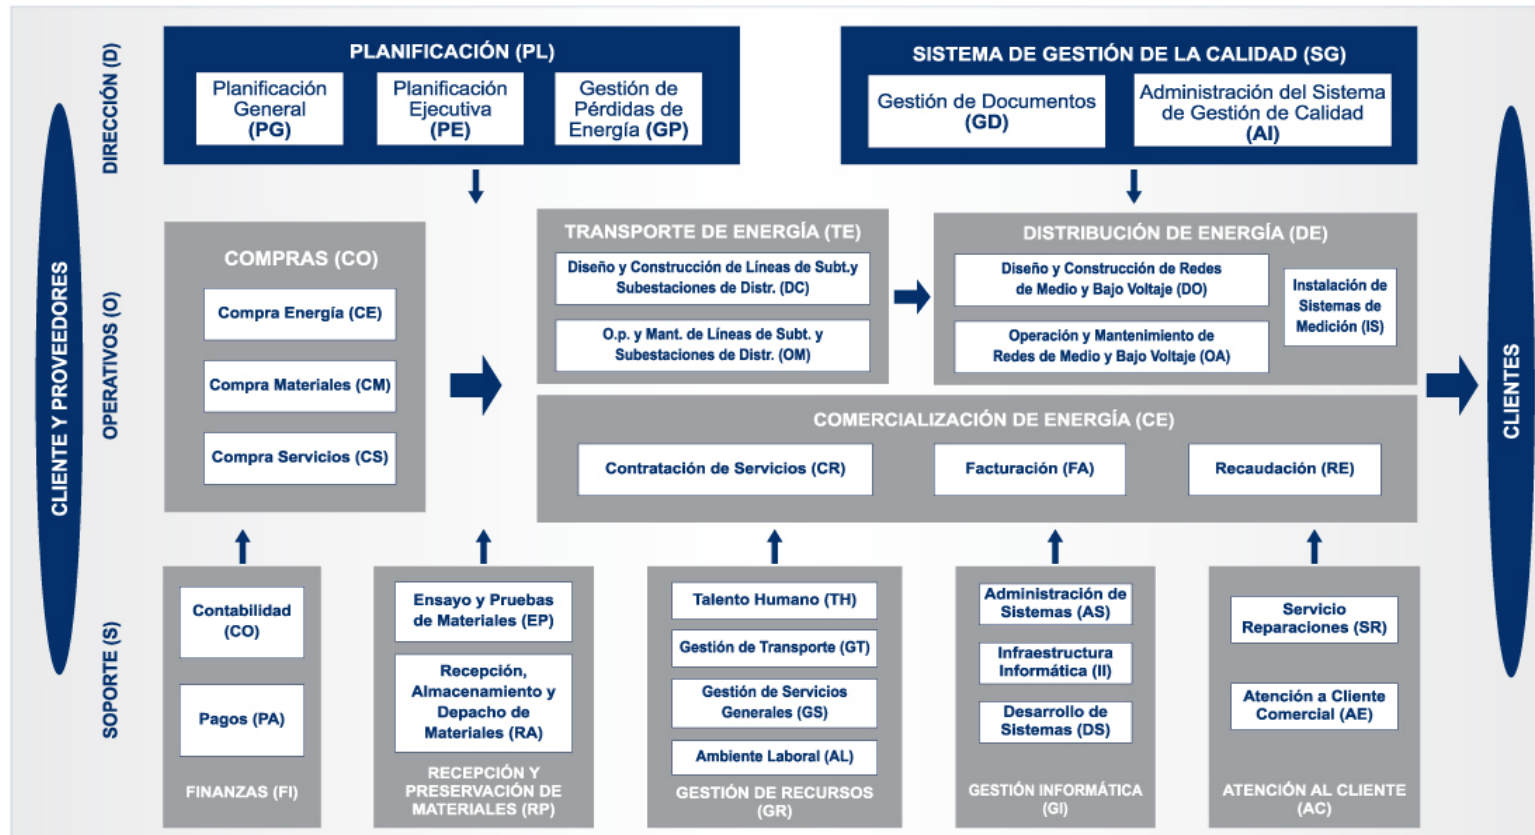 DIRECCIÓN (D)
PLANIFICACIÓN (PL)
Planificación
General
(PG)
Planificación
Ejecutiva
(PE)
Gestión de
Pérdidas de
Energía (GP)
SISTEMA DE GESTIÓN DE LA CALIDAD (SG)
Gestión de Documentos
(GD)
Administración del Sistema
de Gestión de Calidad
(AI)
CLIENTE Y PROVEEDORES
OPERATIVOS (O)
COMPRAS (CO)
Compra Energía (CE)
Compra Materiales (CM)
Compra Servicios (CS)
TRANSPORTE DE ENERGÍA (TE)
Diseño y Construcción de Líneas de Subt.y
Subestaciones de Distr. (DC)
O.p. y Mant. de Líneas de Subt. y
Subestaciones de Distr. (OM)
DISTRIBUCIÓN DE ENERGÍA (DE)
Diseño y Construcción de Redes
de Medio y Bajo Voltaje (DO)
Operación y Mantenimiento de
Redes de Medio y Bajo Voltaje (OA)
Instalación de
Sistemas de
Medición (IS)
COMERCIALIZACIÓN DE ENERGÍA (CE)
Contratación de Servicios (CR)
Facturación (FA)
Recaudación (RE)
CLIENTES
SOPORTE (S)
Contabilidad
(CO)
Pagos (PA)
FINANZAS (FI)
Ensayo y Pruebas
de Materiales (EP)
Recepción,
Almacenamiento y
Depacho de
Materiales (RA)
RECEPCIÓN Y
PRESERVACIÓN DE
MATERIALES (RP)
Talento Humano (TH)
Gestión de Transporte (GT)
Gestión de Servicios
Generales (GS)
Ambiente Laboral (AL)
GESTIÓN DE RECURSOS
(GR)
Administración de
Sistemas (AS)
Infraestructura
Informática (II)
Desarrollo de
Sistemas (DS)
GESTIÓN INFORMÁTICA
(GI)
Servicio
Reparaciones (SR)
Atención a Cliente
Comercial (AE)
ATENCIÓN AL CLIENTE
(AC)